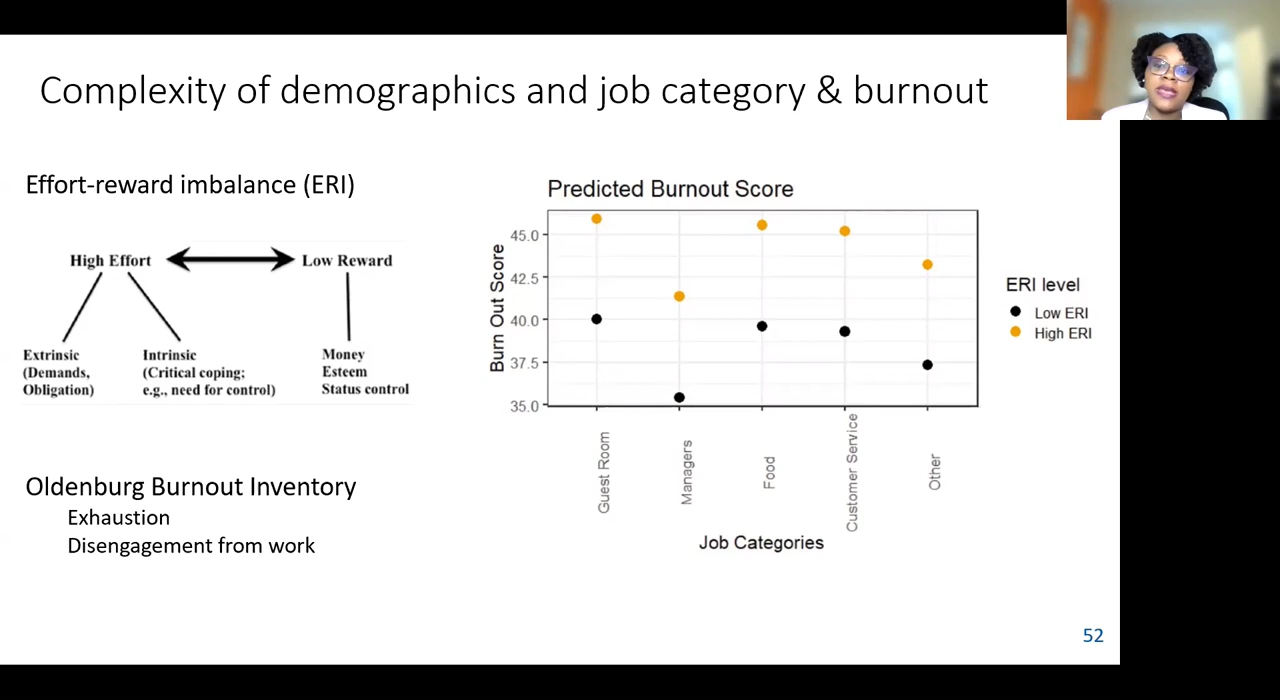 Complexity of demographics and job category & burnout
Effort-reward imbalance (ERI)
High Effort
Low Reward
Extrinsic
(Demands,
Obligation)
Intrinsic
(Critical coping;
e.g., need for control)
Money
Esteem
Status control
Oldenburg Burnout Inventory
Exhaustion
Disengagement from work
Predicted Burnout Score
Burn Out Score
45.0
42.5
40.0
37.5
35.0
Guest Room
Managers
Food
Customer Service
Other
Job Categories
ERI level
Low ERI
High ERI
52